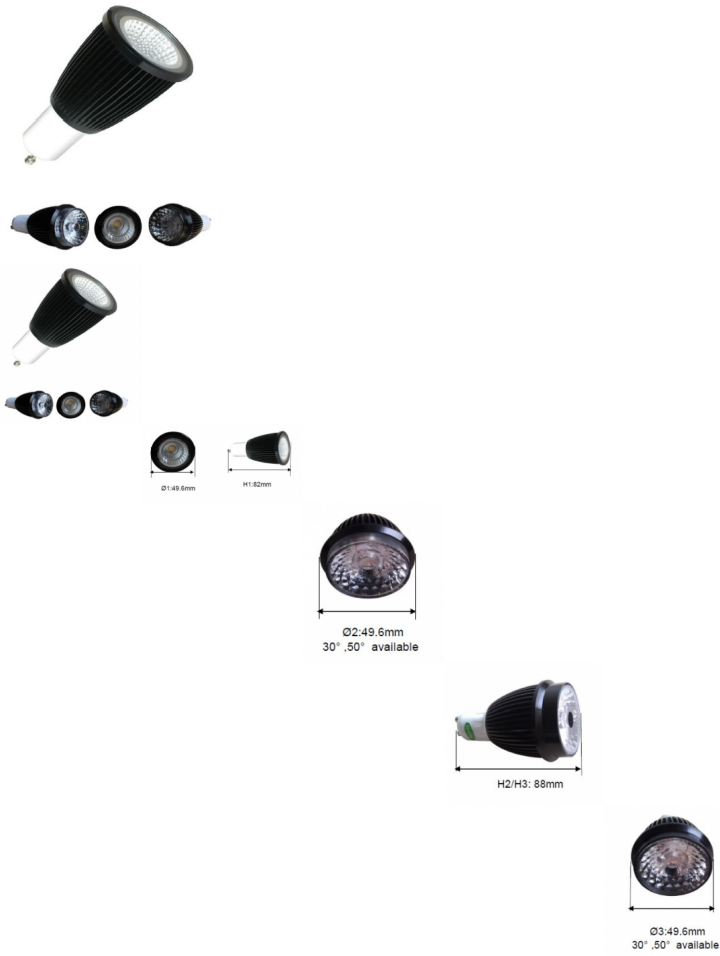 Ø1:49.6mm
H1:82mm
Ø2:49.6mm
30° ,50° available
H2/H3: 88mm
Ø3:49.6mm
30° ,50° available